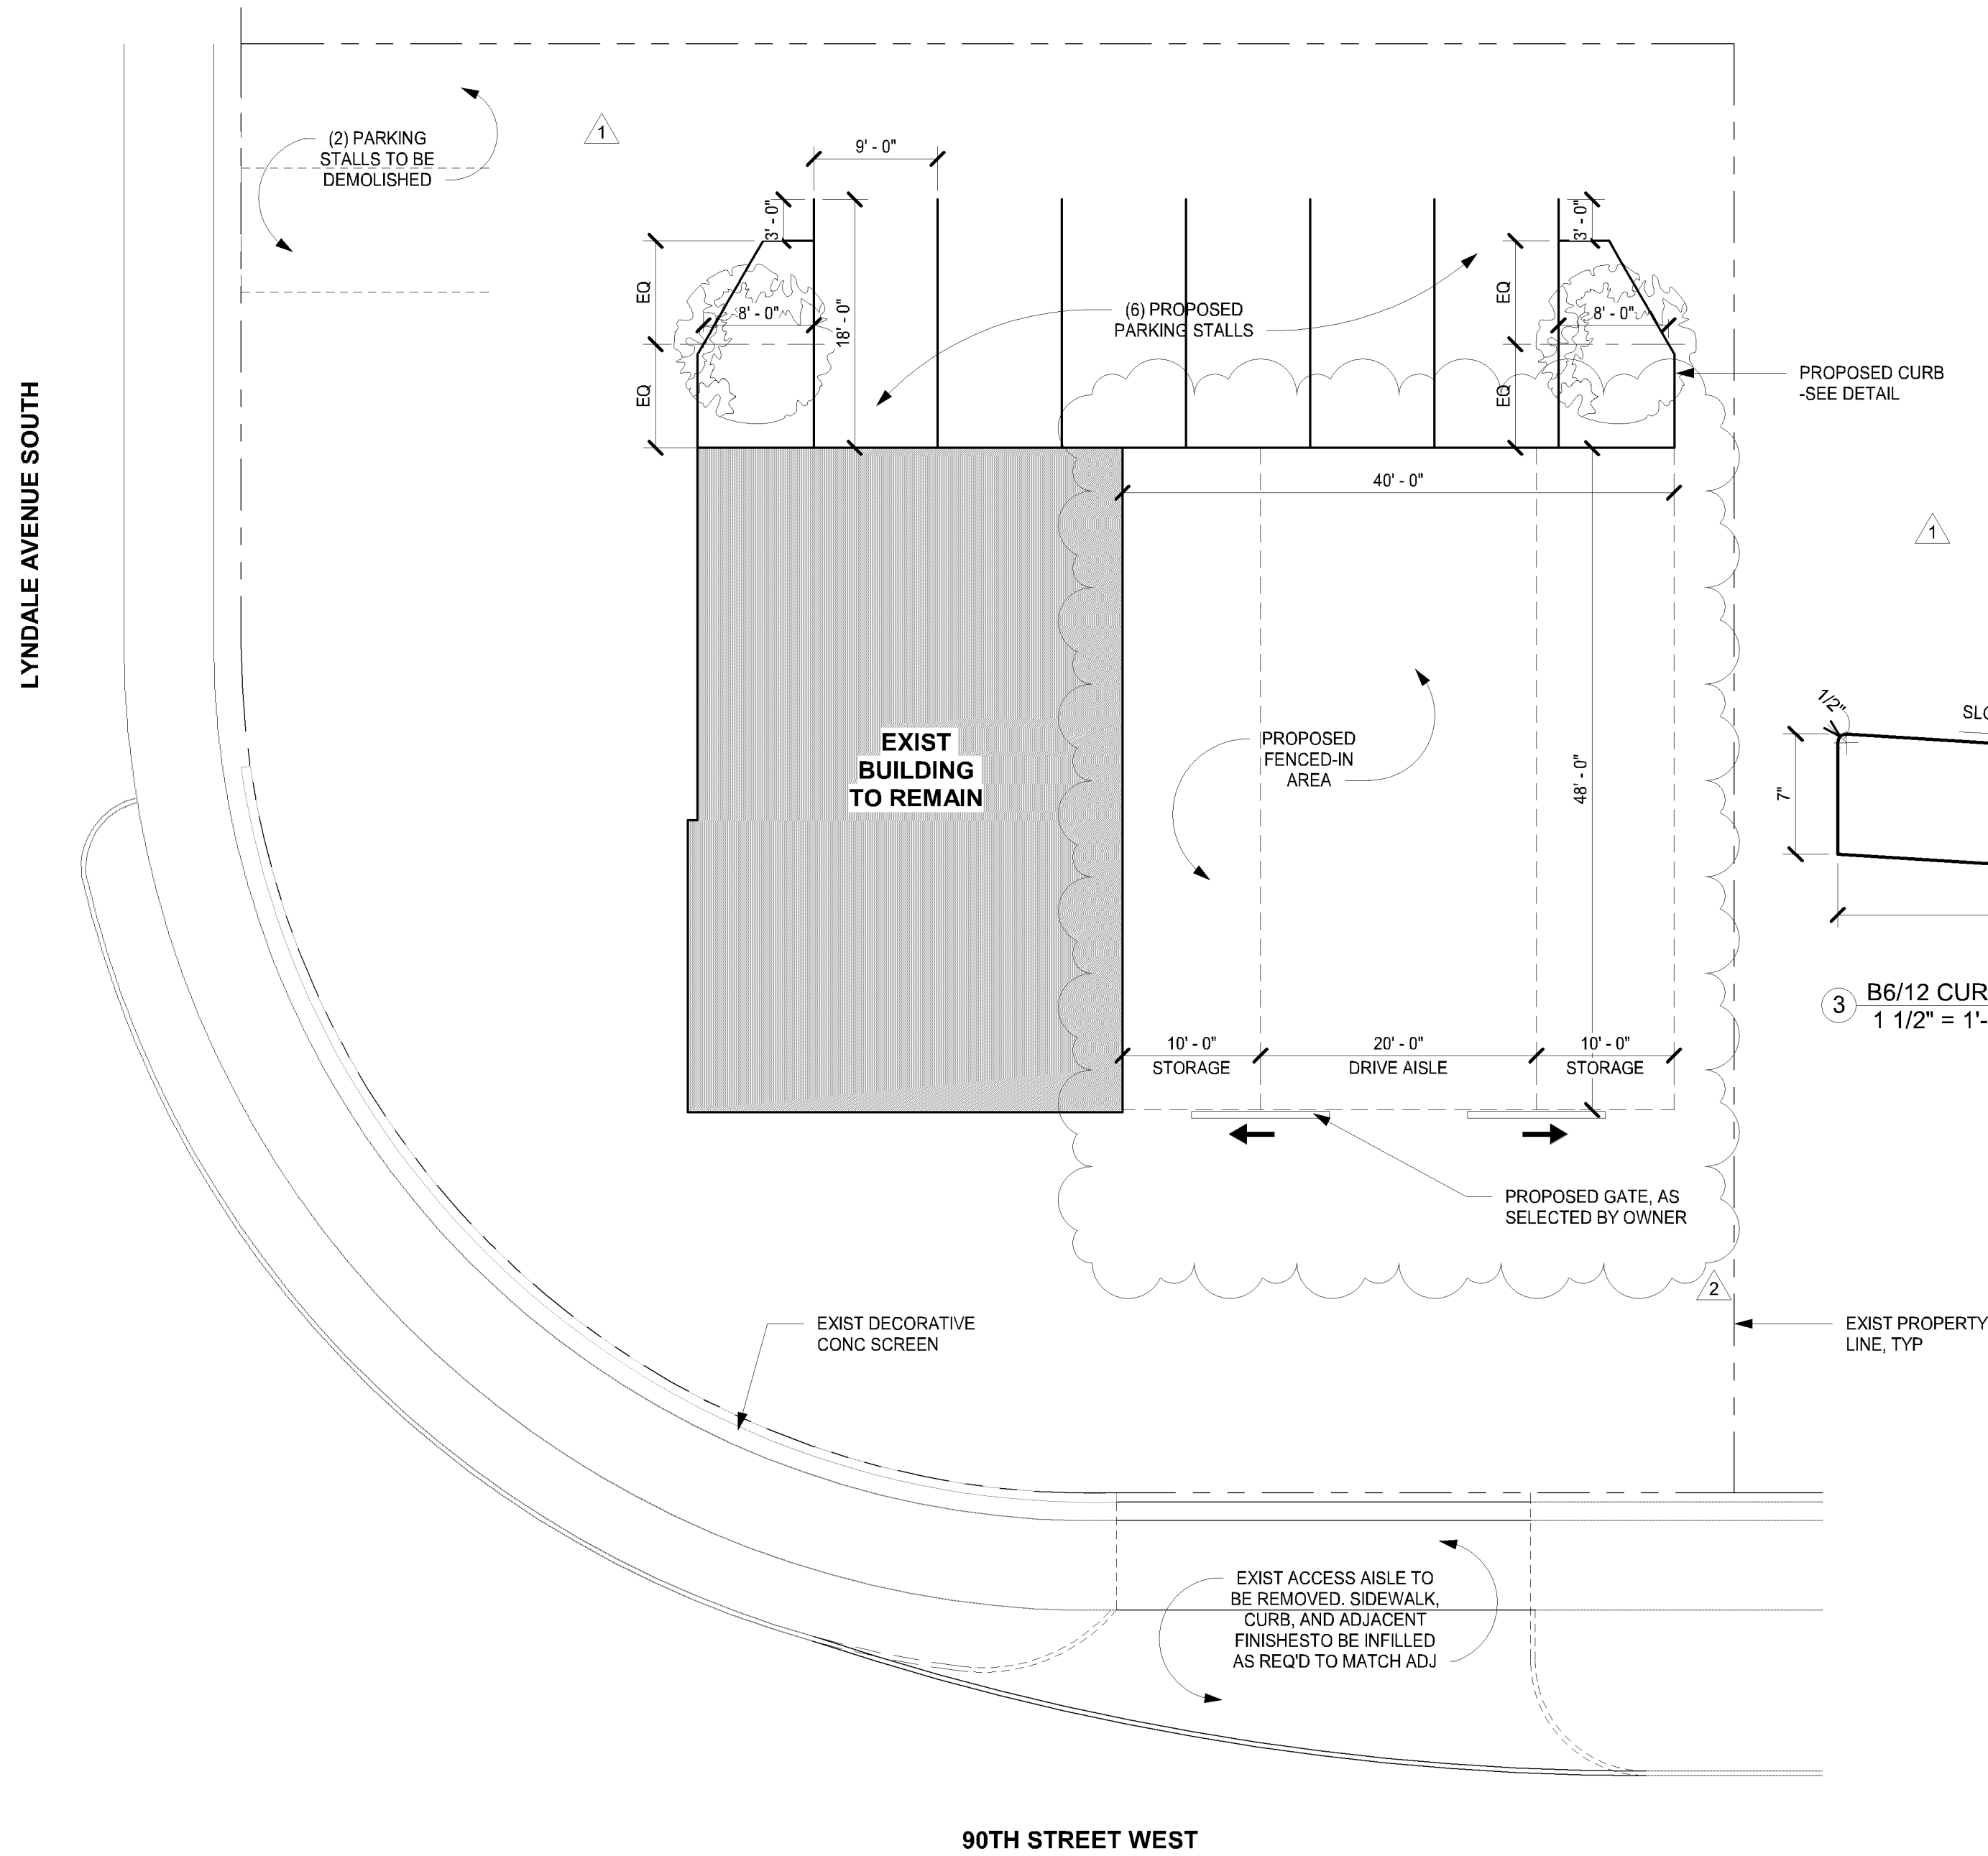 (2) PARKING
STALLS TO BE
DEMOLISHED
1
9' - 0"
3' - 0"
18' - 0"
EQ
EQ
8' - 0"
(6) PROPOSED
PARKING STALLS
3' - 0"
EQ
EQ
8' - 0"
PROPOSED CURB
-SEE DETAIL
LYNDALE AVENUE SOUTH
40' - 0"
1
EXIST
BUILDING
TO REMAIN
PROPOSED
FENCED-IN
AREA
48' - 0"
1/2"
SLO
7"
3
B6/12 CUR
1 1/2" = 1'-
10' - 0"
STORAGE
20' - 0"
DRIVE AISLE
10' - 0"
STORAGE
PROPOSED GATE, AS
SELECTED BY OWNER
2
EXIST DECORATIVE
CONC SCREEN
EXIST PROPERTY
LINE, TYP
EXIST ACCESS AISLE TO
BE REMOVED. SIDEWALK,
CURB, AND ADJACENT
FINISHESTO BE INFILLED
AS REQ'D TO MATCH ADJ
90TH STREET WEST